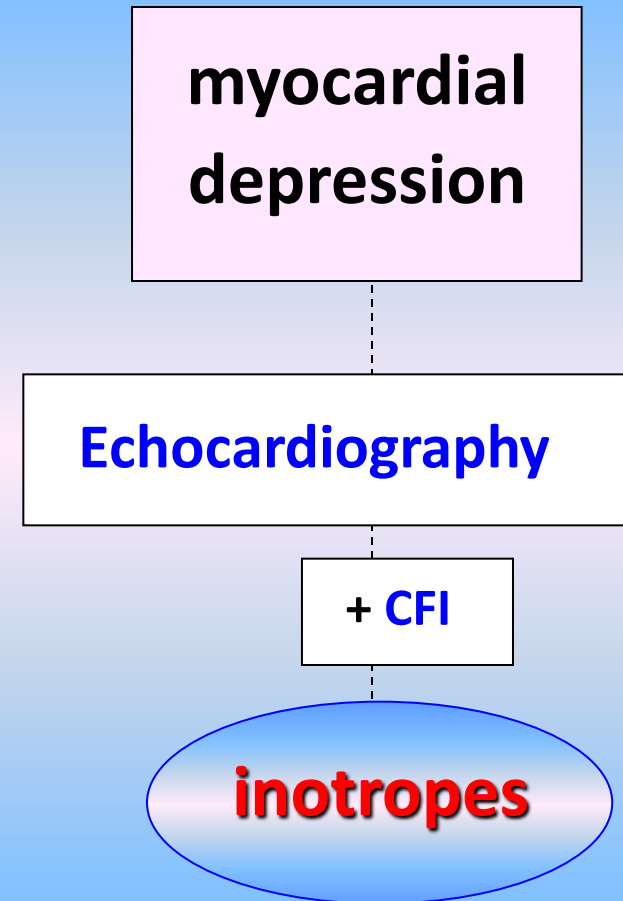 myocardial
depression
Echocardiography
+ CFI
inotropes